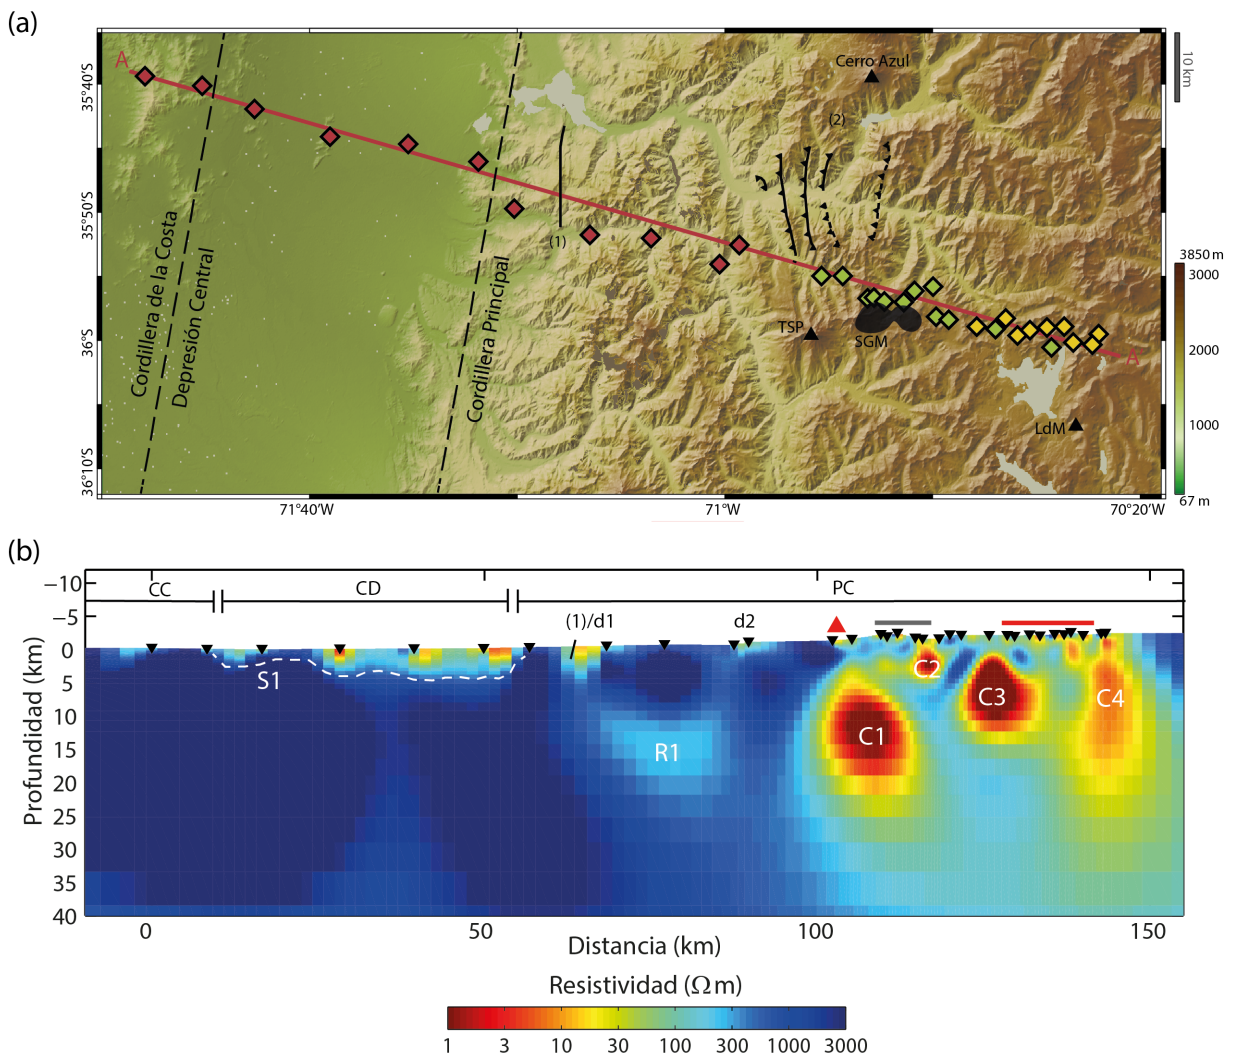 (a)
A
Cerro Azul
10 km
35°40'S
(2)
35°50'S
(1)
Cordillera de la Costa
Depresión Central
Cordillera Principal
3850 m
3000
36°S
TSP
SGM
A'
2000
1000
LdM
36°10'S
67 m
71°40'W
71°W
70°20'W
(b)
−10
CC
CD
PC
−5
(1)/d1
d2
0
5
S1
C2
C3
C4
10
C1
15
R1
20
25
30
35
40
Profundidad (km)
0
50
100
150
Distancia (km)
Resistividad (Ω m)
1
3
10
30
100
300
1000
3000